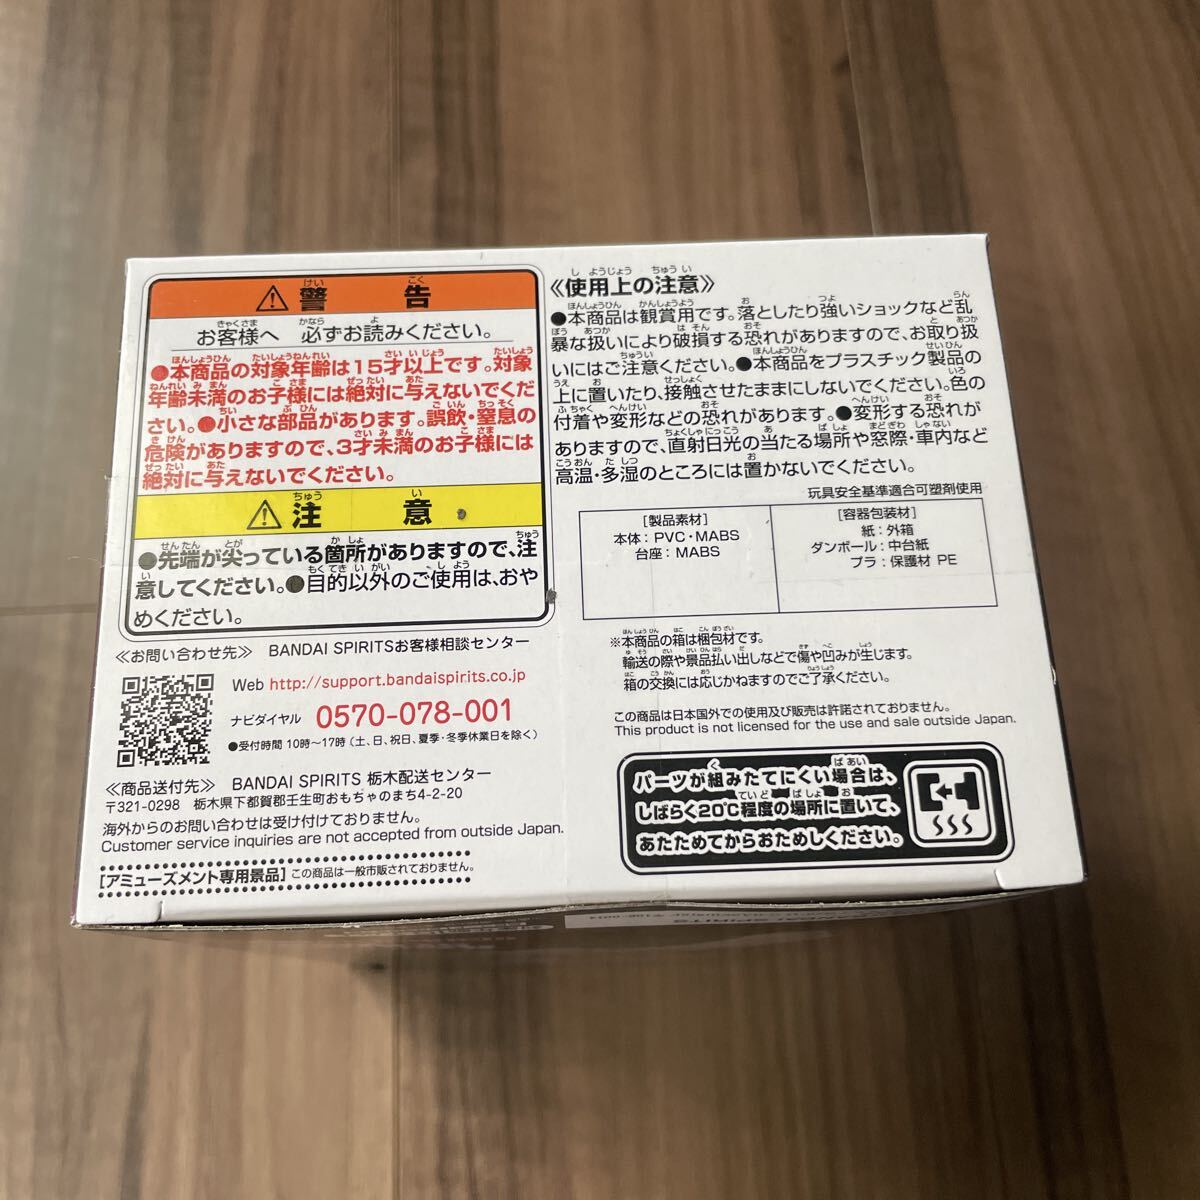 警告
お客様へ 必ずお読みください。
●本商品の対象年齢は15才以上です。対象
年齢未満のお子様には絶対に与えないでくだ
さい。●小さな部品があります。誤飲・窒息の
危険がありますので、3才未満のお子様には
絶対に与えないでください。
注意
●先端が尖っている箇所がありますので、注
意してください。●目的以外のご使用は、おや
めください。
≪お問い合わせ先≫ BANDAI SPIRITSお客様相談センター
Web http://support.bandaispirits.co.jp
ナビダイヤル 0570-078-001
●受付時間 10時～17時 (土、日、祝日、夏季・冬季休業日を除く)
≪商品送付先≫ BANDAI SPIRITS 栃木配送センター
〒321-0298 栃木県下都賀郡壬生町おもちゃのまち4-2-20
海外からのお問い合わせは受け付けておりません。
Customer service inquiries are not accepted from outside Japan.
[アミューズメント専用景品] この商品は一般市販されておりません。
《使用上の注意》
●本商品は観賞用です。落としたり強いショックなど乱
暴な扱いにより破損する恐れがありますので、お取り扱
いにはご注意ください。●本商品をプラスチック製品の
上に置いたり、接触させたままにしないでください。色の
付着や変形などの恐れがあります。●変形する恐れが
ありますので、直射日光の当たる場所や窓際・車内など
高温・多湿のところには置かないでください。
玩具安全基準適合可塑剤使用
[製品素材]
本体：PVC・MABS
台座：MABS
[容器包装材]
紙：外箱
ダンボール：中台紙
プラ：保護材 PE
※本商品の箱は梱包材です。
輸送の際や景品払い出しなどで傷や凹みが生じます。
箱の交換には応じかねますのでご了承ください。
この商品は日本国外での使用及び販売は許諾されておりません。
This product is not licensed for the use and sale outside Japan.
パーツが組みたてにくい場合は、
しばらく20℃程度の場所に置いて、
あたためてからおためしください。